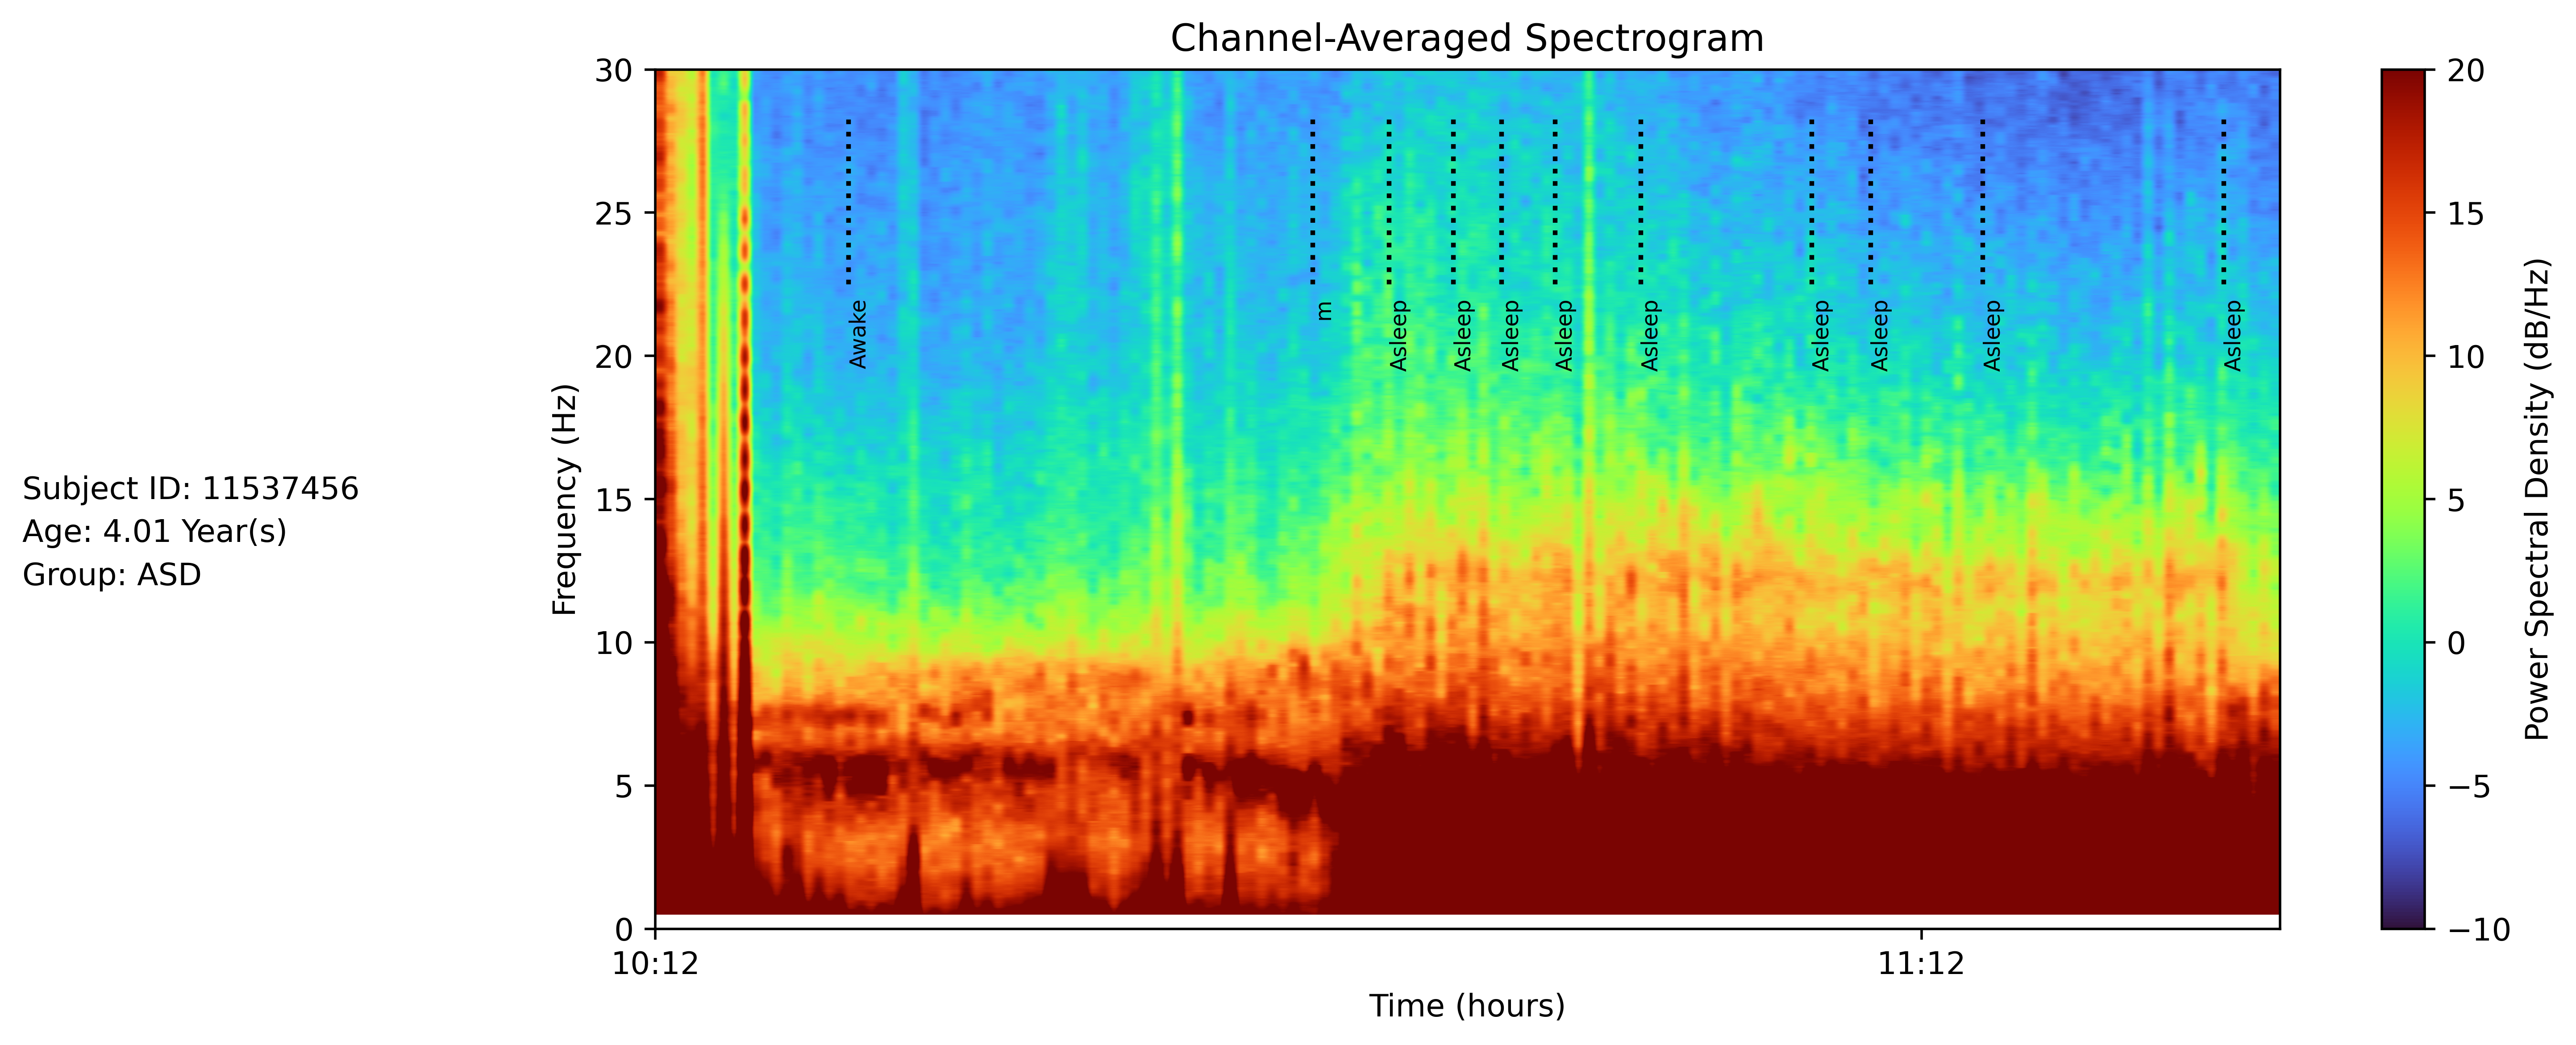 Channel-Averaged Spectrogram
Subject ID: 11537456
Age: 4.01 Year(s)
Group: ASD
Frequency (Hz)
30
25
20
15
10
5
0
Awake
m
Asleep
Asleep
Asleep
Asleep
Asleep
Asleep
Asleep
Asleep
Asleep
10:12
11:12
Time (hours)
20
15
10
5
0
−5
−10
Power Spectral Density (dB/Hz)